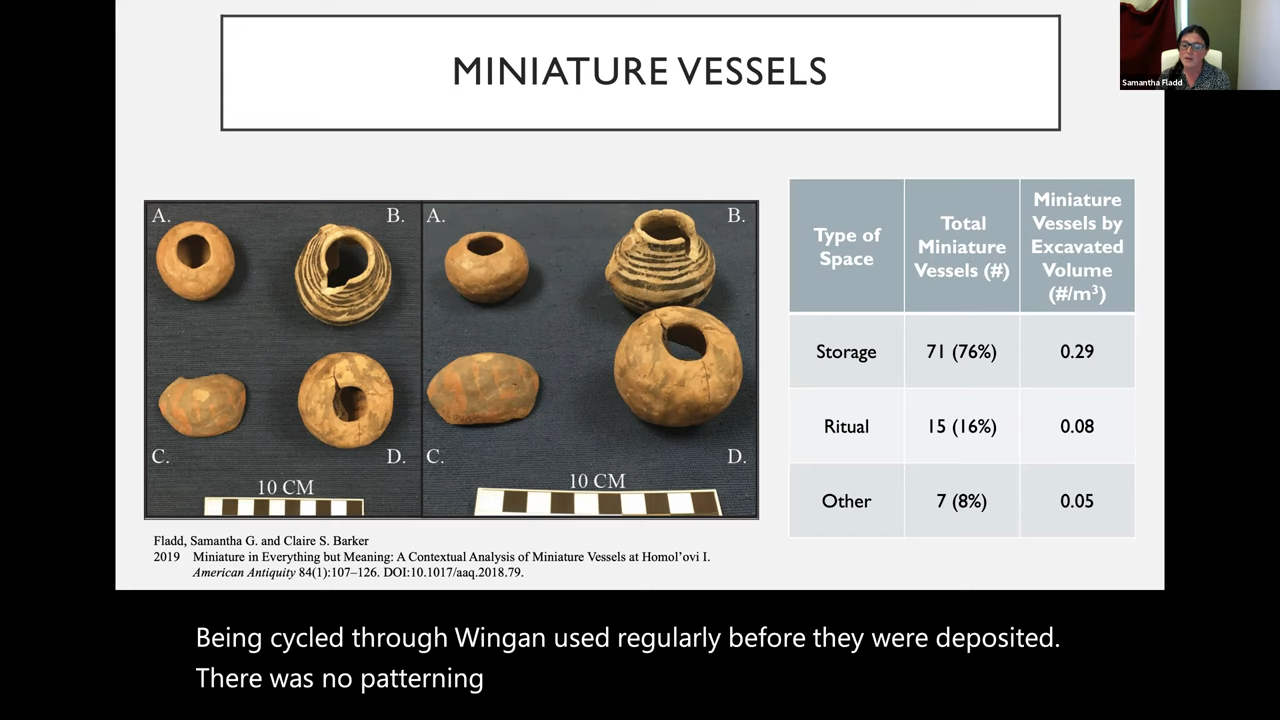 MINIATURE VESSELS
Samantha Fladd
A. B. A. B.
C. D. C. D.
10 CM 10 CM
Type of Space
Total Miniature Vessels (#)
Miniature Vessels by Excavated Volume (#/m³)
Storage 71 (76%) 0.29
Ritual 15 (16%) 0.08
Other 7 (8%) 0.05
Fladd, Samantha G. and Claire S. Barker
2019 Miniature in Everything but Meaning: A Contextual Analysis of Miniature Vessels at Homol'ovi I.
American Antiquity 84(1):107–126. DOI:10.1017/aaq.2018.79.
Being cycled through Wingan used regularly before they were deposited.
There was no patterning